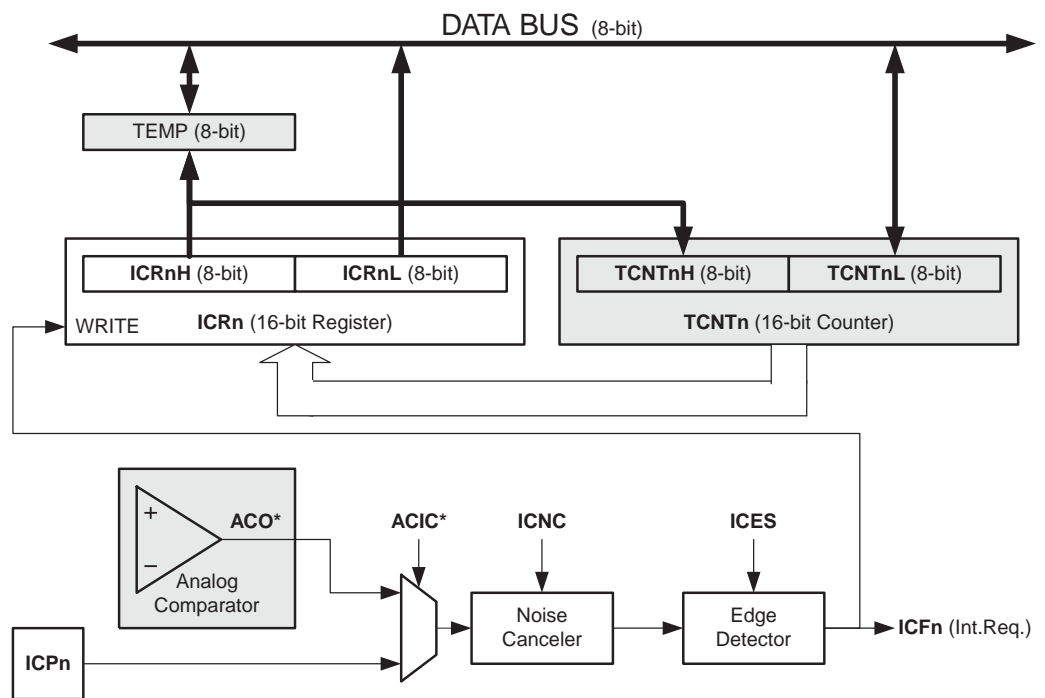 DATA BUS (8-bit)
TEMP (8-bit)
ICRnH (8-bit) ICRnL (8-bit) TCNTnH (8-bit) TCNTnL (8-bit)
WRITE ICRn (16-bit Register) TCNTn (16-bit Counter)
+
ACO* ACIC* ICNC ICES
−
Analog
Comparator
Noise
Canceler
Edge
Detector
ICFn (Int.Req.)
ICPn